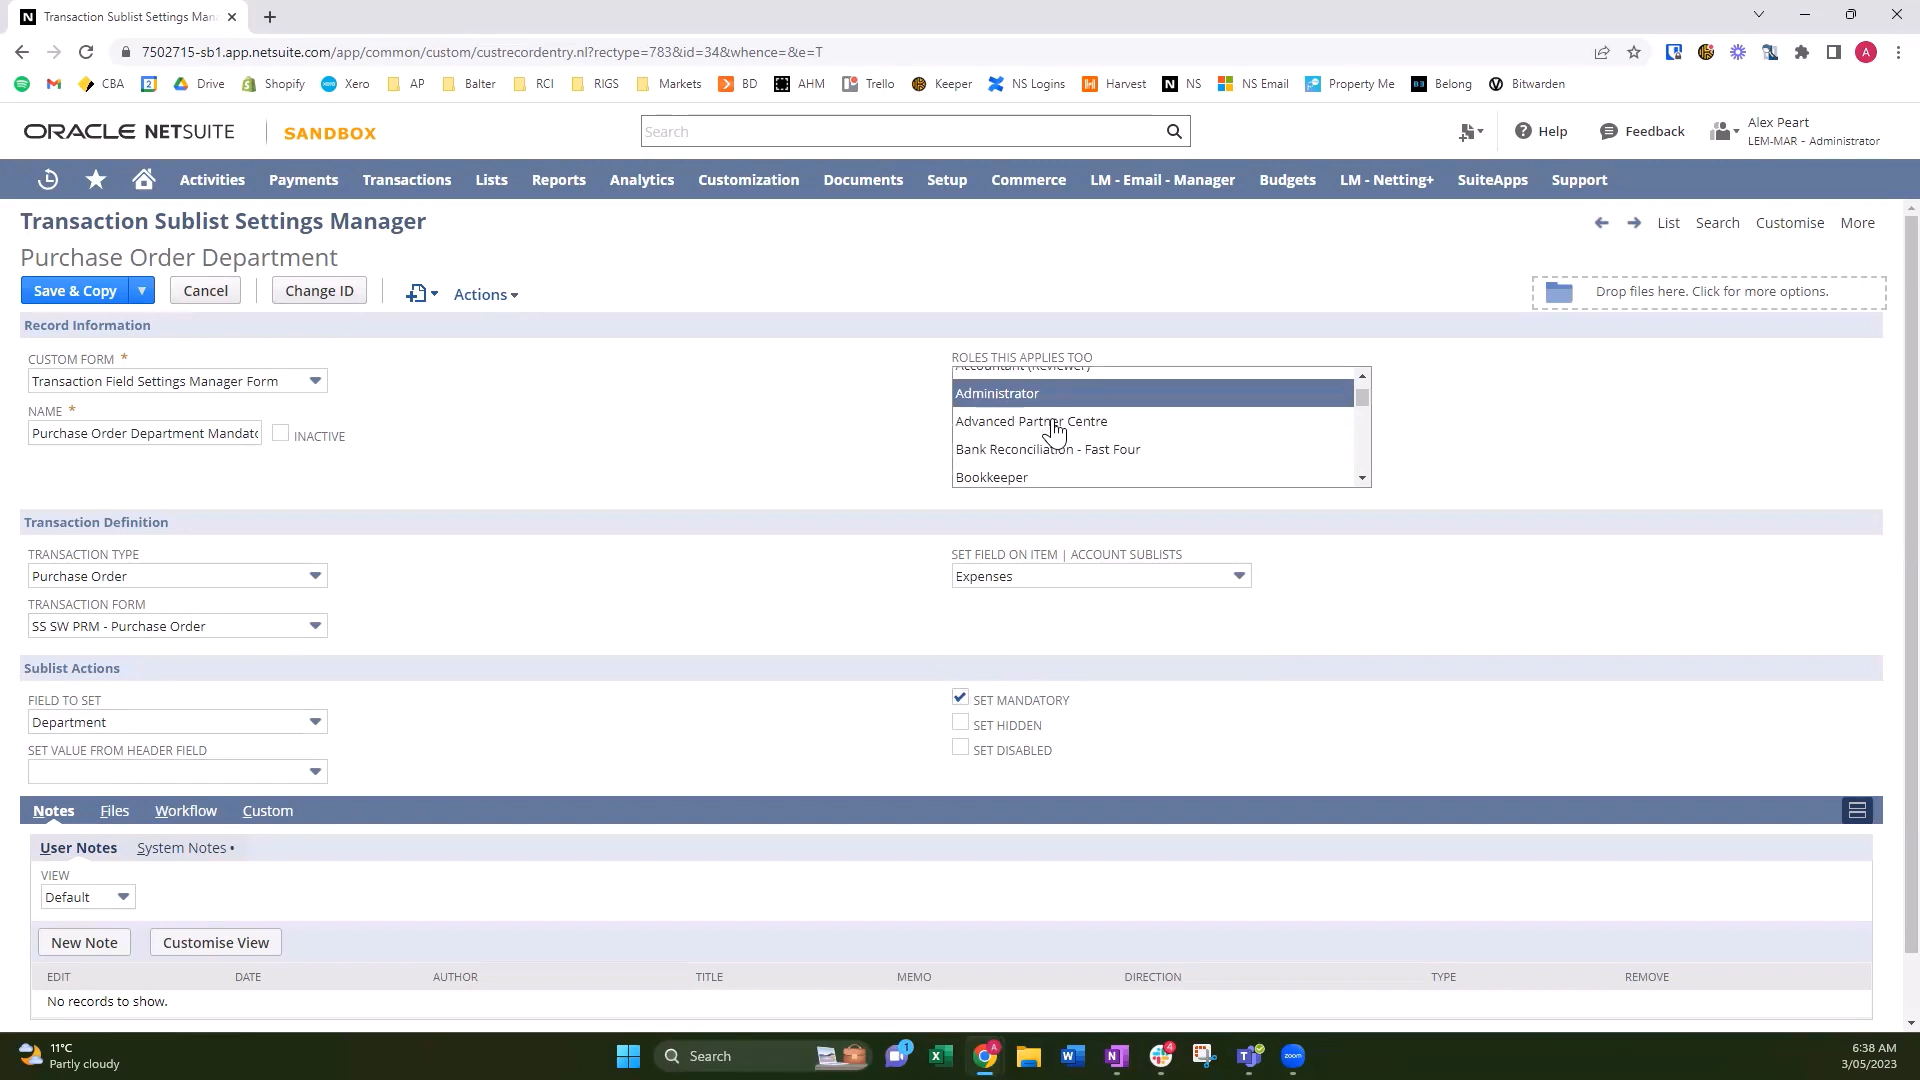 Transaction Sublist Settings Man
7502715-sb1.app.netsuite.com/app/common/custom/custrecordentry.nl?rectype=783&id=34&whence=&e=T
A
CBA Drive Shopify Xero AP Balter RCI RIGS Markets BD AHM Trello Keeper NS Logins Harvest NS NS Email Property Me Belong Bitwarden
ORACLE NETSUITE SANDBOX
Search
Help Feedback
Alex Peart
LEM-MAR - Administrator
Activities Payments Transactions Lists Reports Analytics Customization Documents Setup Commerce LM - Email - Manager Budgets LM - Netting+ SuiteApps Support
Transaction Sublist Settings Manager
List Search Customise More
Purchase Order Department
Save & Copy Cancel Change ID Actions
Drop files here. Click for more options.
Record Information
CUSTOM FORM *
Transaction Field Settings Manager Form
NAME *
Purchase Order Department Mandato
INACTIVE
ROLES THIS APPLIES TOO
Accountant (Reviewer)
Administrator
Advanced Partner Centre
Bank Reconciliation - Fast Four
Bookkeeper
Transaction Definition
TRANSACTION TYPE
Purchase Order
TRANSACTION FORM
SS SW PRM - Purchase Order
SET FIELD ON ITEM | ACCOUNT SUBLISTS
Expenses
Sublist Actions
FIELD TO SET
Department
SET VALUE FROM HEADER FIELD
SET MANDATORY
SET HIDDEN
SET DISABLED
Notes Files Workflow Custom
User Notes System Notes •
VIEW
Default
New Note Customise View
EDIT DATE AUTHOR TITLE MEMO DIRECTION TYPE REMOVE
No records to show.
11°C
Partly cloudy
Search
1
4
zoom
6:38 AM
3/05/2023